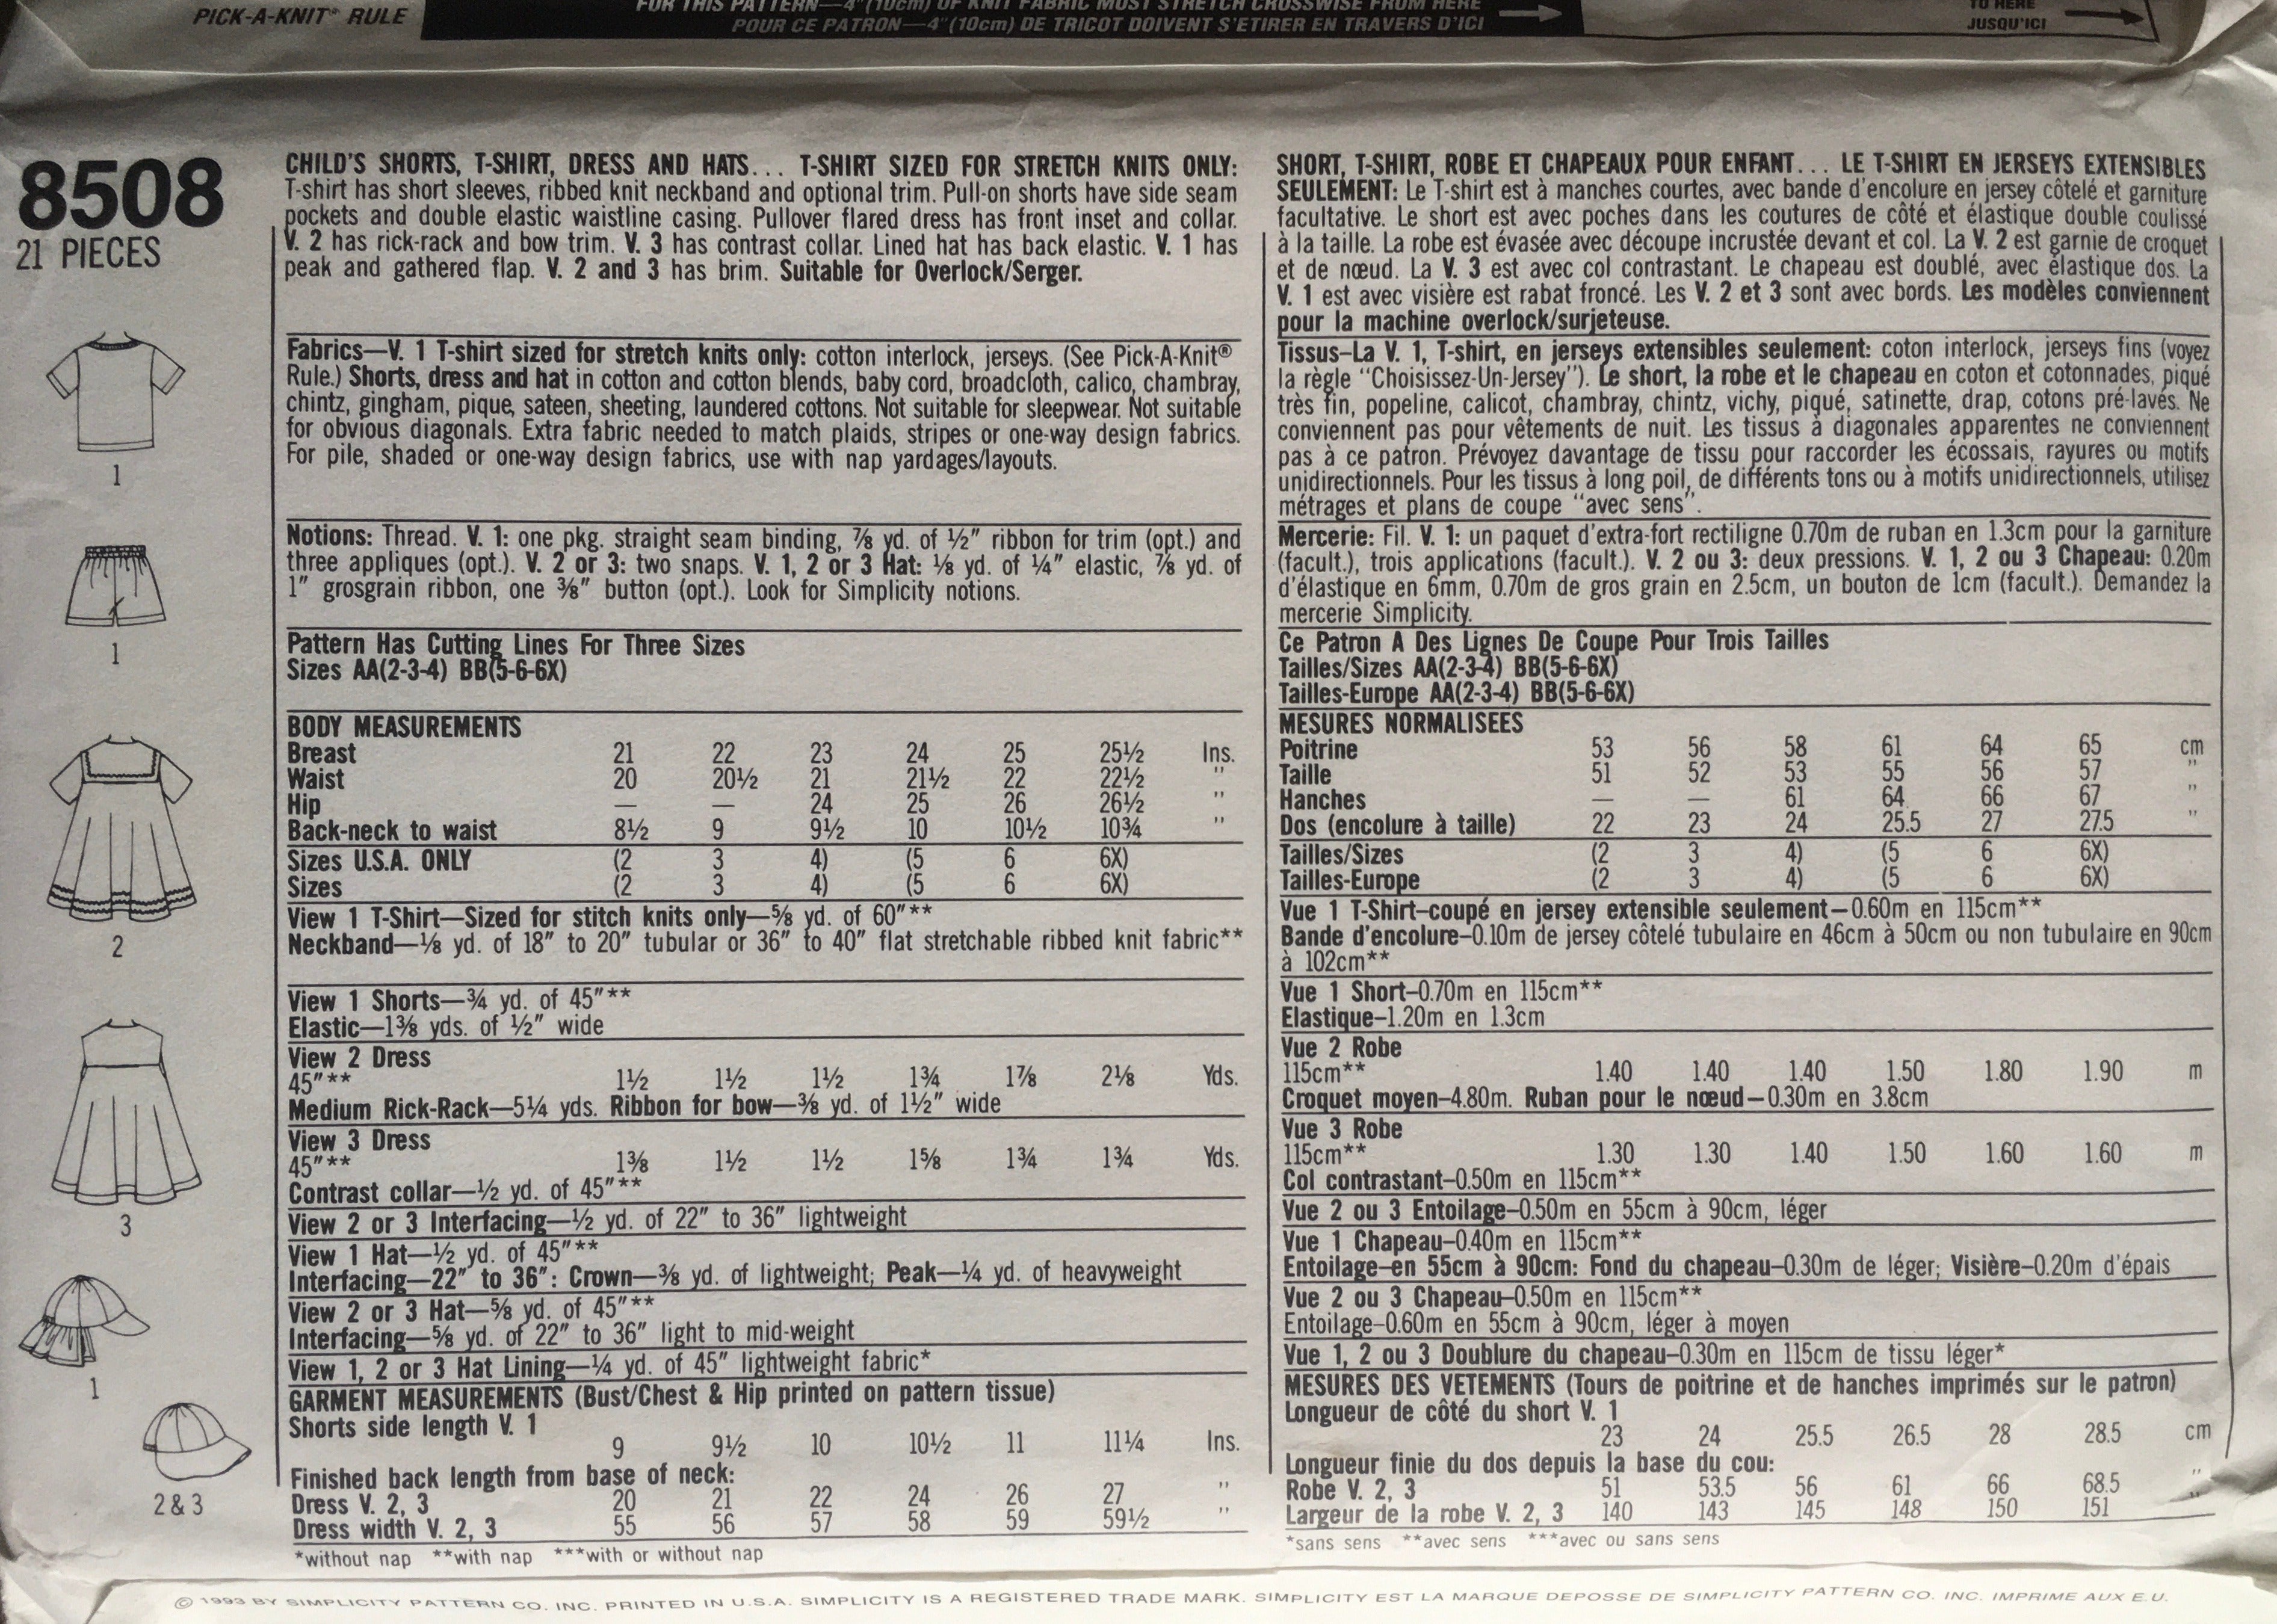 PICK-A-KNIT® RULE
FOR THIS PATTERN—4"(10cm) OF KNIT FABRIC MUST STRETCH CROSSWISE FROM HERE
POUR CE PATRON—4"(10cm) DE TRICOT DOIVENT S'ETIRER EN TRAVERS D'ICI
TO HERE
JUSQU'ICI
8508
21 PIECES
1
1
2
3
1
2 & 3
CHILD'S SHORTS, T-SHIRT, DRESS AND HATS... T-SHIRT SIZED FOR STRETCH KNITS ONLY:
T-shirt has short sleeves, ribbed knit neckband and optional trim. Pull-on shorts have side seam
pockets and double elastic waistline casing. Pullover flared dress has front inset and collar.
V. 2 has rick-rack and bow trim. V. 3 has contrast collar. Lined hat has back elastic. V. 1 has
peak and gathered flap. V. 2 and 3 has brim. Suitable for Overlock/Serger.
Fabrics—V. 1 T-shirt sized for stretch knits only: cotton interlock, jerseys. (See Pick-A-Knit®
Rule.) Shorts, dress and hat in cotton and cotton blends, baby cord, broadcloth, calico, chambray,
chintz, gingham, pique, sateen, sheeting, laundered cottons. Not suitable for sleepwear. Not suitable
for obvious diagonals. Extra fabric needed to match plaids, stripes or one-way design fabrics.
For pile, shaded or one-way design fabrics, use with nap yardages/layouts.
Notions: Thread. V. 1: one pkg. straight seam binding, ⅞ yd. of ½" ribbon for trim (opt.) and
three appliques (opt.). V. 2 or 3: two snaps. V. 1, 2 or 3 Hat: ⅛ yd. of ¼" elastic, ⅞ yd. of
1" grosgrain ribbon, one ⅜" button (opt.). Look for Simplicity notions.
Pattern Has Cutting Lines For Three Sizes
Sizes AA(2-3-4) BB(5-6-6X)
BODY MEASUREMENTS
Breast 21 22 23 24 25 25½ Ins.
Waist 20 20½ 21 21½ 22 22½ "
Hip — — 24 25 26 26½ "
Back-neck to waist 8½ 9 9½ 10 10½ 10¾ "
Sizes U.S.A. ONLY (2 3 4) (5 6 6X)
Sizes (2 3 4) (5 6 6X)
View 1 T-Shirt—Sized for stitch knits only—⅝ yd. of 60"**
Neckband—⅛ yd. of 18" to 20" tubular or 36" to 40" flat stretchable ribbed knit fabric**
View 1 Shorts—¾ yd. of 45"**
Elastic—1⅜ yds. of ½" wide
View 2 Dress
45"** 1½ 1½ 1½ 1¾ 1⅞ 2⅛ Yds.
Medium Rick-Rack—5¼ yds. Ribbon for bow—⅜ yd. of 1½" wide
View 3 Dress
45"** 1⅜ 1½ 1½ 1⅝ 1¾ 1¾ Yds.
Contrast collar—½ yd. of 45"**
View 2 or 3 Interfacing—½ yd. of 22" to 36" lightweight
View 1 Hat—½ yd. of 45"**
Interfacing—22" to 36": Crown—⅜ yd. of lightweight; Peak—¼ yd. of heavyweight
View 2 or 3 Hat—⅝ yd. of 45"**
Interfacing—⅝ yd. of 22" to 36" light to mid-weight
View 1, 2 or 3 Hat Lining—¼ yd. of 45" lightweight fabric*
GARMENT MEASUREMENTS (Bust/Chest & Hip printed on pattern tissue)
Shorts side length V. 1
9 9½ 10 10½ 11 11¼ Ins.
Finished back length from base of neck:
Dress V. 2, 3 20 21 22 24 26 27 "
Dress width V. 2, 3 55 56 57 58 59 59½ "
*without nap **with nap ***with or without nap
SHORT, T-SHIRT, ROBE ET CHAPEAUX POUR ENFANT... LE T-SHIRT EN JERSEYS EXTENSIBLES
SEULEMENT: Le T-shirt est à manches courtes, avec bande d'encolure en jersey côtelé et garniture
facultative. Le short est avec poches dans les coutures de côté et élastique double coulissé
à la taille. La robe est évasée avec découpe incrustée devant et col. La V. 2 est garnie de croquet
et de nœud. La V. 3 est avec col contrastant. Le chapeau est doublé, avec élastique dos. La
V. 1 est avec visière est rabat froncé. Les V. 2 et 3 sont avec bords. Les modèles conviennent
pour la machine overlock/surjeteuse.
Tissus–La V. 1, T-shirt, en jerseys extensibles seulement: coton interlock, jerseys fins (voyez
la règle "Choisissez-Un-Jersey"). Le short, la robe et le chapeau en coton et cotonnades, piqué
très fin, popeline, calicot, chambray, chintz, vichy, piqué, satinette, drap, cotons pré-lavés. Ne
conviennent pas pour vêtements de nuit. Les tissus à diagonales apparentes ne conviennent
pas à ce patron. Prévoyez davantage de tissu pour raccorder les écossais, rayures ou motifs
unidirectionnels. Pour les tissus à long poil, de différents tons ou à motifs unidirectionnels, utilisez
métrages et plans de coupe "avec sens".
Mercerie: Fil. V. 1: un paquet d'extra-fort rectiligne 0.70m de ruban en 1.3cm pour la garniture
(facult.), trois applications (facult.). V. 2 ou 3: deux pressions. V. 1, 2 ou 3 Chapeau: 0.20m
d'élastique en 6mm, 0.70m de gros grain en 2.5cm, un bouton de 1cm (facult.). Demandez la
mercerie Simplicity.
Ce Patron A Des Lignes De Coupe Pour Trois Tailles
Tailles/Sizes AA(2-3-4) BB(5-6-6X)
Tailles-Europe AA(2-3-4) BB(5-6-6X)
MESURES NORMALISEES
Poitrine 53 56 58 61 64 65 cm
Taille 51 52 53 55 56 57 "
Hanches — — 61 64 66 67 "
Dos (encolure à taille) 22 23 24 25.5 27 27.5 "
Tailles/Sizes (2 3 4) (5 6 6X)
Tailles-Europe (2 3 4) (5 6 6X)
Vue 1 T-Shirt–coupé en jersey extensible seulement–0.60m en 115cm**
Bande d'encolure–0.10m de jersey côtelé tubulaire en 46cm à 50cm ou non tubulaire en 90cm
à 102cm**
Vue 1 Short–0.70m en 115cm**
Elastique–1.20m en 1.3cm
Vue 2 Robe
115cm** 1.40 1.40 1.40 1.50 1.80 1.90 m
Croquet moyen–4.80m. Ruban pour le nœud–0.30m en 3.8cm
Vue 3 Robe
115cm** 1.30 1.30 1.40 1.50 1.60 1.60 m
Col contrastant–0.50m en 115cm**
Vue 2 ou 3 Entoilage–0.50m en 55cm à 90cm, léger
Vue 1 Chapeau–0.40m en 115cm**
Entoilage–en 55cm à 90cm: Fond du chapeau–0.30m de léger; Visière–0.20m d'épais
Vue 2 ou 3 Chapeau–0.50m en 115cm**
Entoilage–0.60m en 55cm à 90cm, léger à moyen
Vue 1, 2 ou 3 Doublure du chapeau–0.30m en 115cm de tissu léger*
MESURES DES VETEMENTS (Tours de poitrine et de hanches imprimés sur le patron)
Longueur de côté du short V. 1
23 24 25.5 26.5 28 28.5 cm
Longueur finie du dos depuis la base du cou:
Robe V. 2, 3 51 53.5 56 61 66 68.5 "
Largeur de la robe V. 2, 3 140 143 145 148 150 151 "
*sans sens **avec sens ***avec ou sans sens
© 1993 BY SIMPLICITY PATTERN CO. INC. PRINTED IN U.S.A. SIMPLICITY IS A REGISTERED TRADE MARK. SIMPLICITY EST LA MARQUE DEPOSSE DE SIMPLICITY PATTERN CO. INC. IMPRIME AUX E.U.